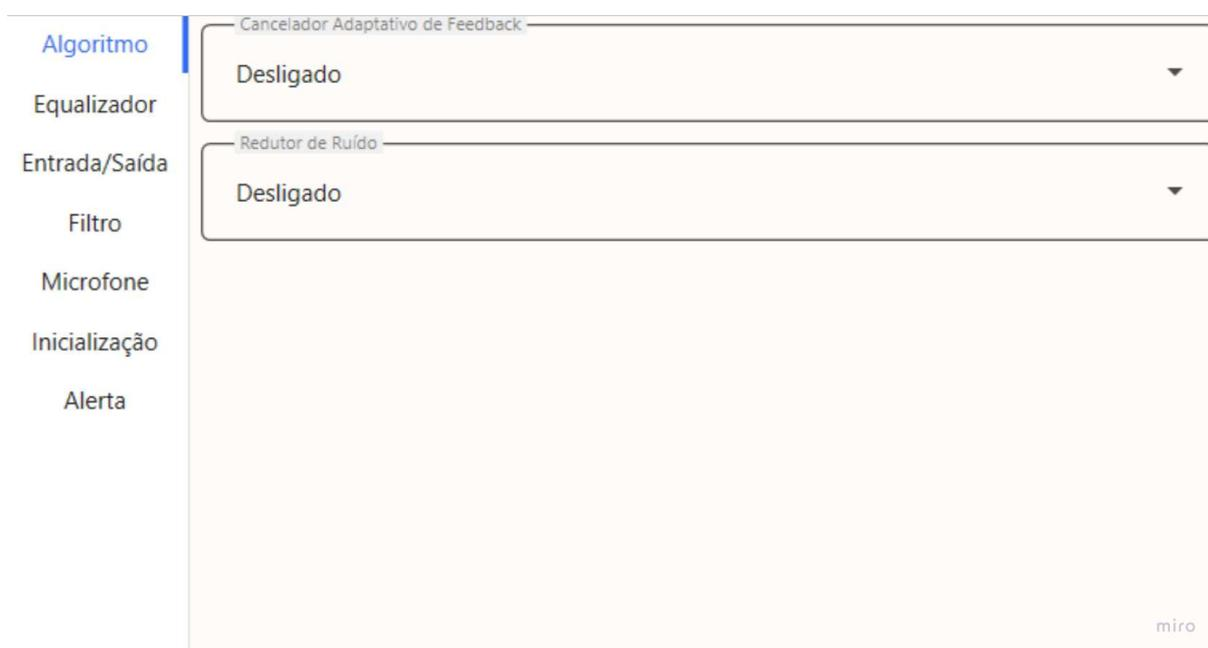 Algoritmo
Equalizador
Entrada/Saída
Filtro
Microfone
Inicialização
Alerta
Cancelador Adaptativo de Feedback
Desligado
Redutor de Ruído
Desligado
miro